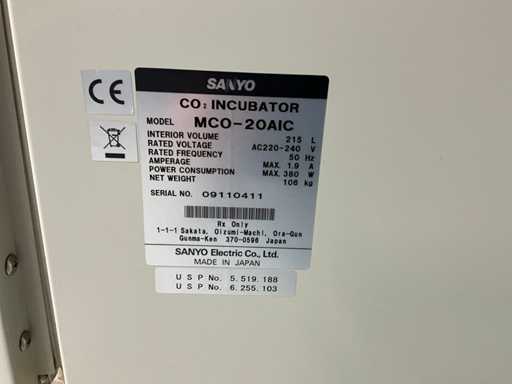 SANYO
CO₂ INCUBATOR
MODEL MCO-20AIC
INTERIOR VOLUME 215 L
RATED VOLTAGE AC220-240 V
RATED FREQUENCY 50 Hz
AMPERAGE MAX. 1.9 A
POWER CONSUMPTION MAX. 380 W
NET WEIGHT 106 kg
SERIAL NO. 09110411
Rx Only
1-1-1 Sakata, Oizumi-Machi, Ora-Gun
Gunma-Ken 370-0596 Japan
SANYO Electric Co., Ltd.
MADE IN JAPAN
U S P No. 5.519.188
U S P No. 6.255.103
CE